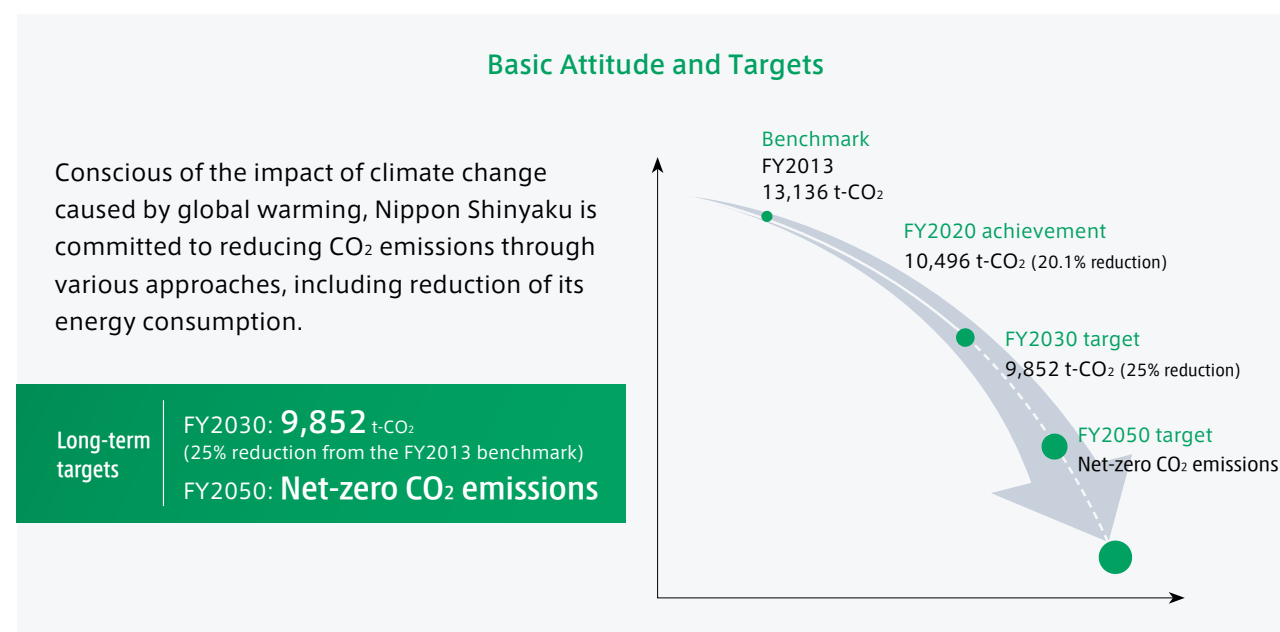 Basic Attitude and Targets
Conscious of the impact of climate change
caused by global warming, Nippon Shinyaku is
committed to reducing CO₂ emissions through
various approaches, including reduction of its
energy consumption.
Long-term
targets
FY2030: 9,852 t-CO₂
(25% reduction from the FY2013 benchmark)
FY2050: Net-zero CO₂ emissions
Benchmark
FY2013
13,136 t-CO₂
FY2020 achievement
10,496 t-CO₂ (20.1% reduction)
FY2030 target
9,852 t-CO₂ (25% reduction)
FY2050 target
Net-zero CO₂ emissions